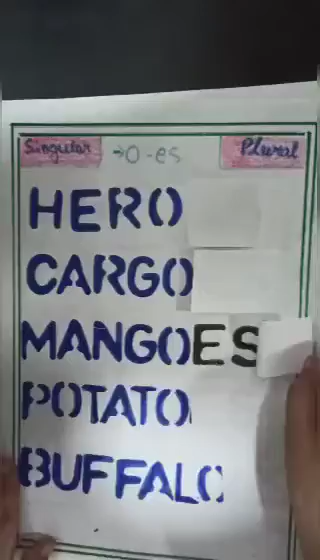 Singular →O-es Plural
HERO
CARGO
MANGOES
POTATO
BUFFALO